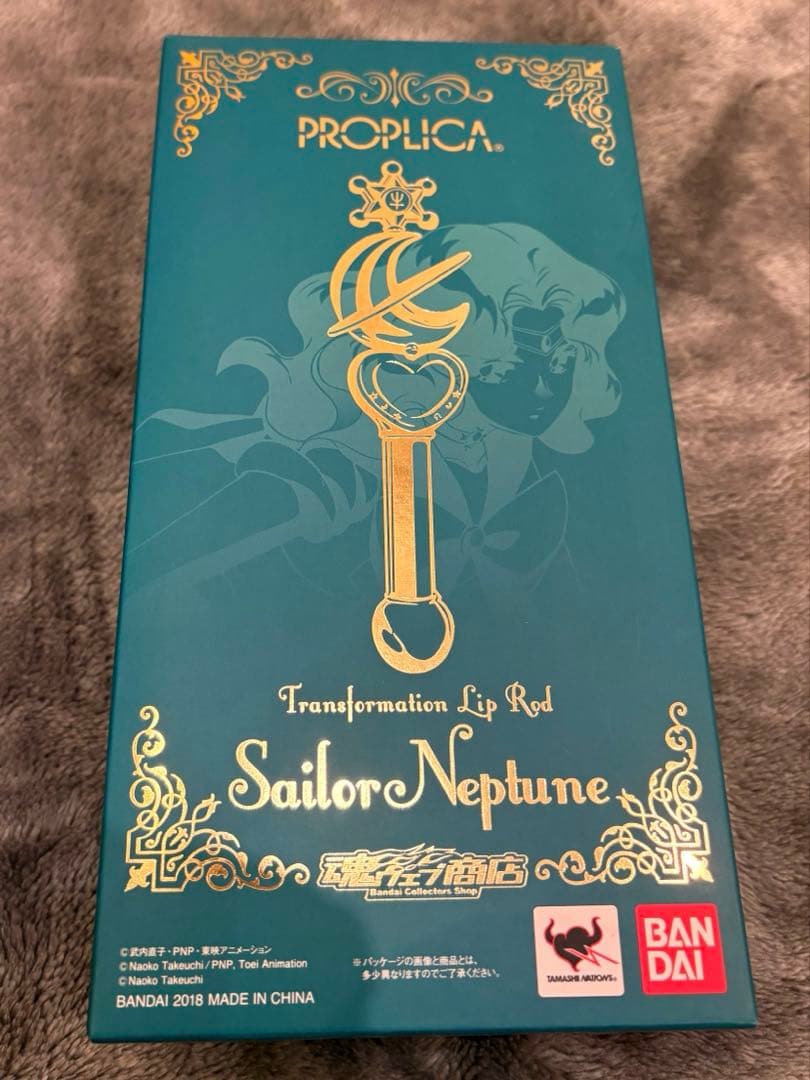 PROPLICA®
Transformation Lip Rod
Sailor Neptune
魂ウェブ商店
Bandai Collectors Shop
©武内直子・PNP・東映アニメーション
©Naoko Takeuchi / PNP, Toei Animation
©Naoko Takeuchi
BANDAI 2018 MADE IN CHINA
※パッケージの画像と商品とは、
多少異なりますのでご了承ください。
TAMASHII NATIONS®
BAN
DAI